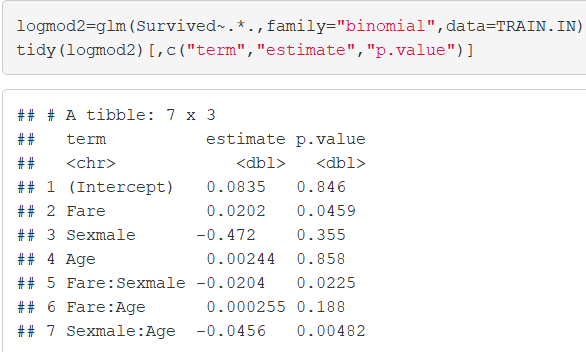 logmod2=glm(Survived~.*.,family="binomial",data=TRAIN.IN)
tidy(logmod2)[,c("term","estimate","p.value")]
## # A tibble: 7 x 3
##   term         estimate p.value
##   <chr>           <dbl>   <dbl>
## 1 (Intercept)   0.0835  0.846
## 2 Fare          0.0202  0.0459
## 3 Sexmale      -0.472   0.355
## 4 Age           0.00244 0.858
## 5 Fare:Sexmale -0.0204  0.0225
## 6 Fare:Age      0.000255 0.188
## 7 Sexmale:Age  -0.0456  0.00482